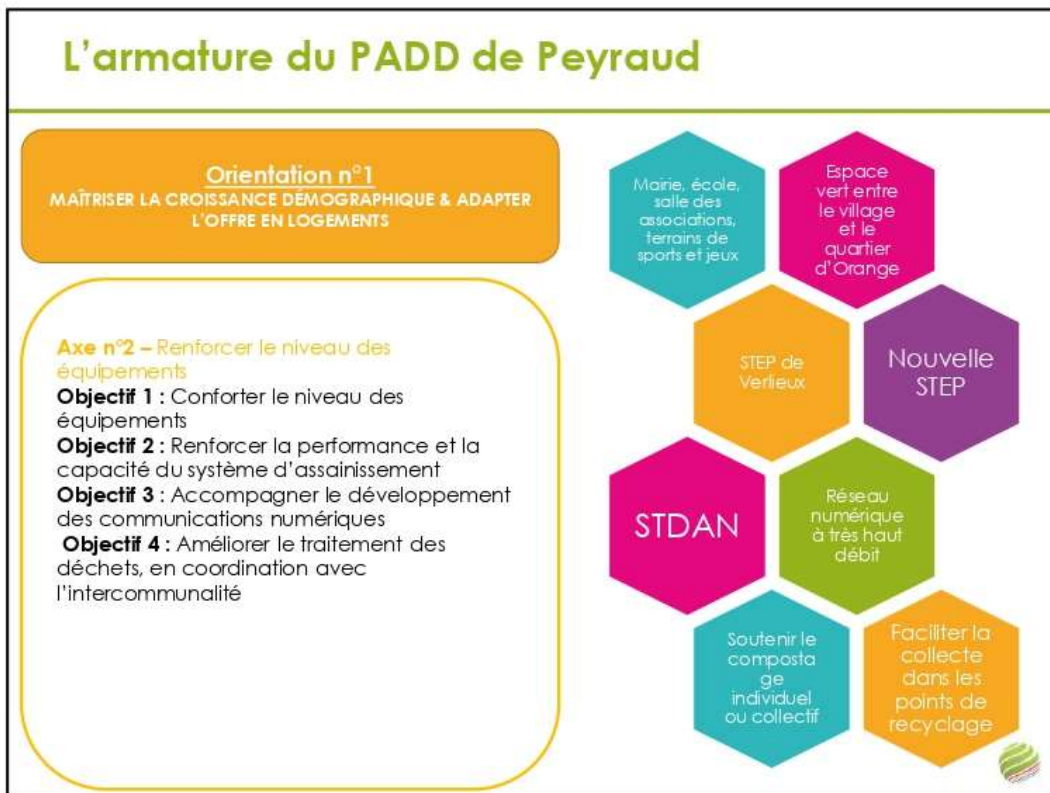 L'armature du PADD de Peyraud
Orientation n°1
MAÎTRISER LA CROISSANCE DÉMOGRAPHIQUE & ADAPTER
L'OFFRE EN LOGEMENTS
Axe n°2 – Renforcer le niveau des
équipements
Objectif 1 : Conforter le niveau des
équipements
Objectif 2 : Renforcer la performance et la
capacité du système d'assainissement
Objectif 3 : Accompagner le développement
des communications numériques
Objectif 4 : Améliorer le traitement des
déchets, en coordination avec
l'intercommunalité
Mairie, école,
salle des
associations,
terrains de
sports et jeux
Espace
vert entre
le village
et le
quartier
d'Orange
STEP de
Verlieux
Nouvelle
STEP
STDAN
Réseau
numérique
à très haut
débit
Soutenir le
composta
ge
individuel
ou collectif
Faciliter la
collecte
dans les
points de
recyclage